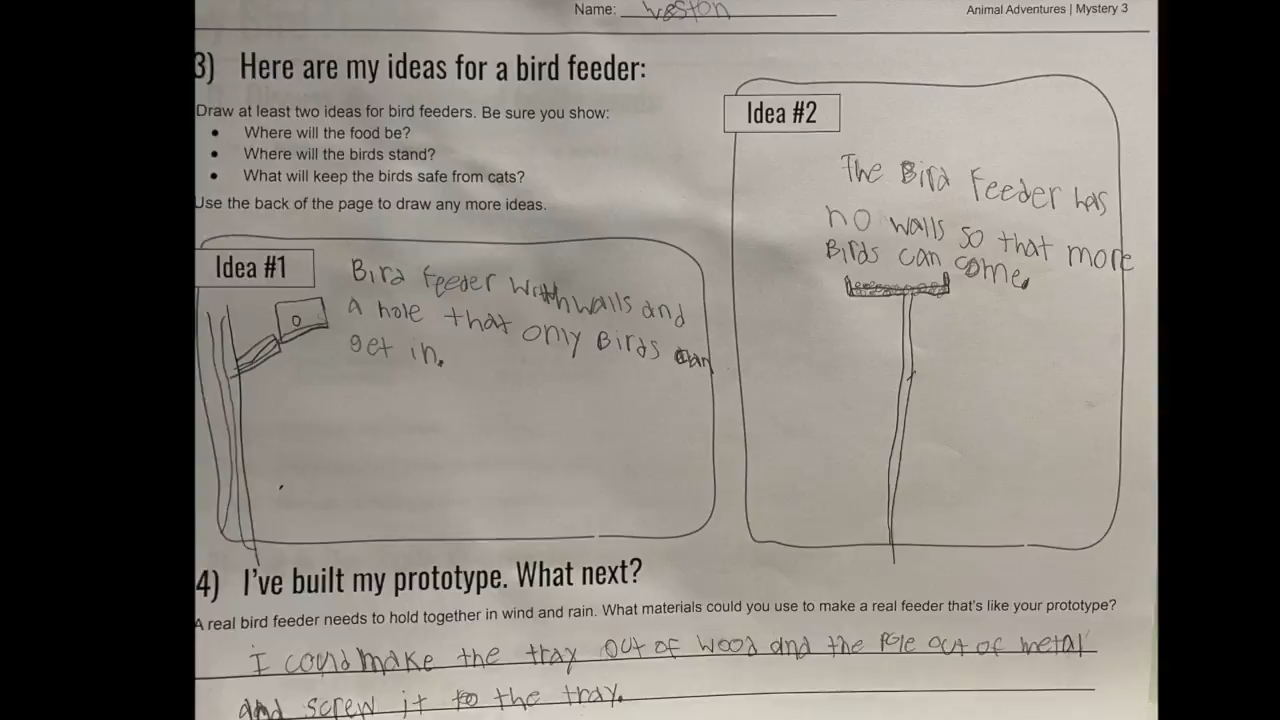 Name: Weston
Animal Adventures | Mystery 3
3) Here are my ideas for a bird feeder:
Draw at least two ideas for bird feeders. Be sure you show:
• Where will the food be?
• Where will the birds stand?
• What will keep the birds safe from cats?
Use the back of the page to draw any more ideas.
Idea #1
Bird feeder with walls and
a hole that only Birds can
get in.
Idea #2
The Bird Feeder has
no walls so that more
Birds can come.
4) I've built my prototype. What next?
A real bird feeder needs to hold together in wind and rain. What materials could you use to make a real feeder that's like your prototype?
I could make the tray out of wood and the Pole out of metal
and screw it to the tray.